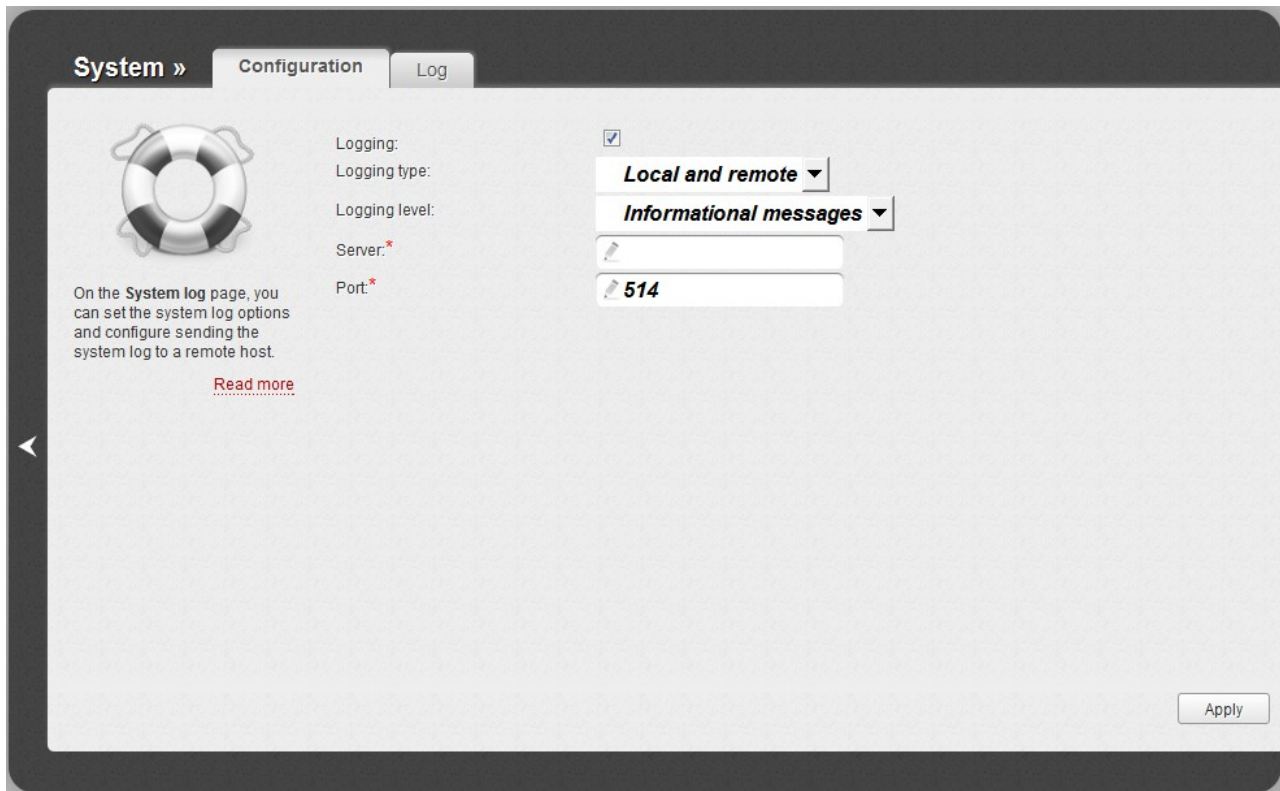 System »
Configuration
Log
Logging:
Logging type:
Local and remote
Logging level:
Informational messages
Server:*
Port:*
514
On the System log page, you
can set the system log options
and configure sending the
system log to a remote host.
Read more
Apply